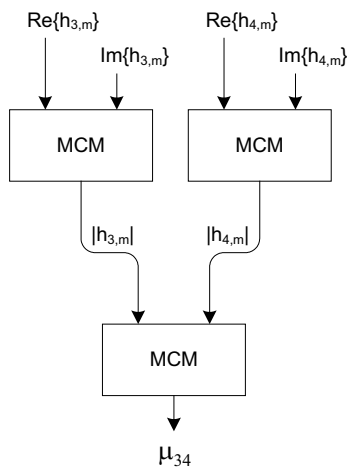 Re{h₃,ₘ} Re{h₄,ₘ}
Im{h₃,ₘ} Im{h₄,ₘ}
MCM MCM
|h₃,ₘ| |h₄,ₘ|
MCM
μ₃₄